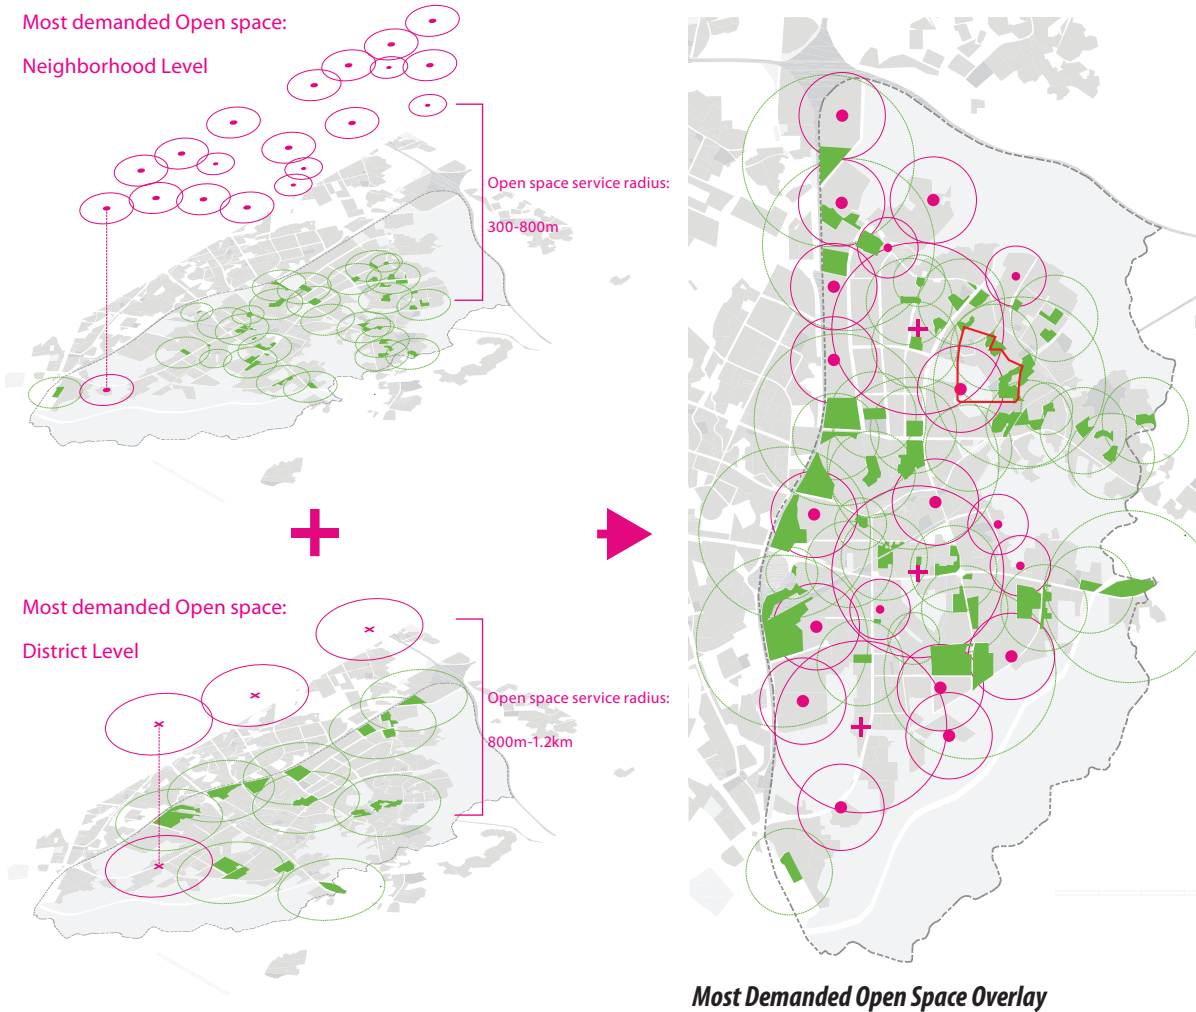 Most demanded Open space:
Neighborhood Level
Open space service radius:
300-800m
Most demanded Open space:
District Level
Open space service radius:
800m-1.2km
Most Demanded Open Space Overlay